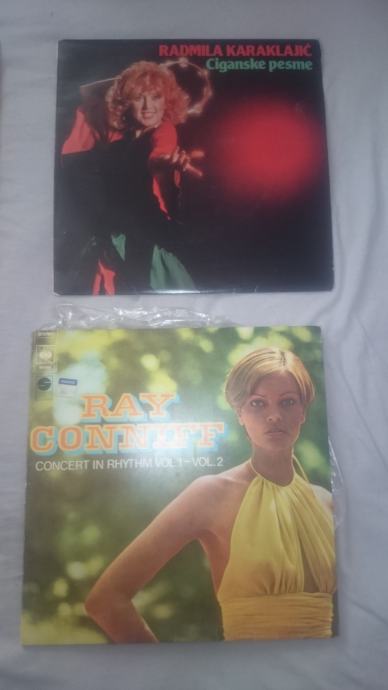 RADMILA KARAKLAJIĆ
Ciganske pesme
RAY
CONNIFF
CONCERT IN RHYTHM VOL 1 – VOL. 2